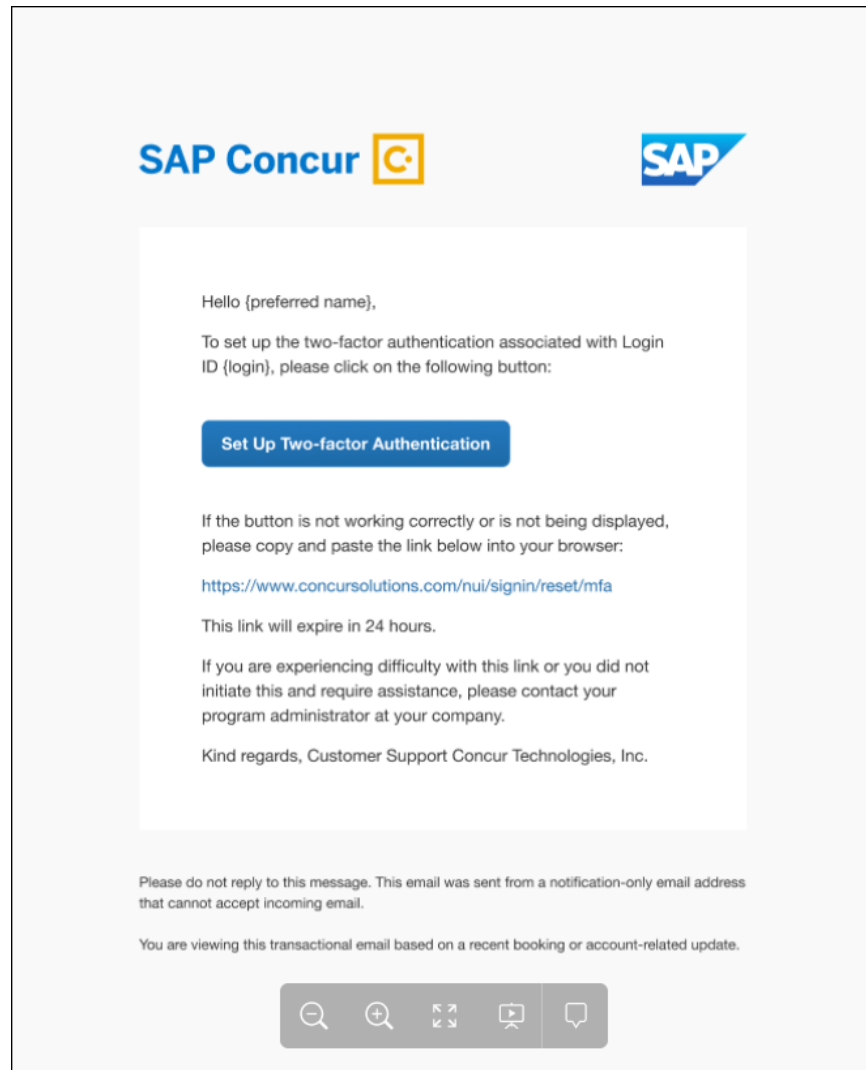 SAP Concur C
SAP
Hello {preferred name},
To set up the two-factor authentication associated with Login
ID {login}, please click on the following button:
Set Up Two-factor Authentication
If the button is not working correctly or is not being displayed,
please copy and paste the link below into your browser:
https://www.concursolutions.com/nui/signin/reset/mfa
This link will expire in 24 hours.
If you are experiencing difficulty with this link or you did not
initiate this and require assistance, please contact your
program administrator at your company.
Kind regards, Customer Support Concur Technologies, Inc.
Please do not reply to this message. This email was sent from a notification-only email address
that cannot accept incoming email.
You are viewing this transactional email based on a recent booking or account-related update.